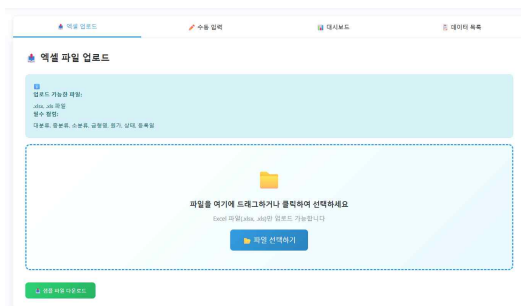 엑셀 업로드
수동 입력
대시보드
데이터 목록
엑셀 파일 업로드
업로드 가능한 파일:
.xlsx, .xls 파일
필수 컬럼:
대분류, 중분류, 소분류, 금형명, 원가, 상태, 등록일
파일을 여기에 드래그하거나 클릭하여 선택하세요
Excel 파일(.xlsx, .xls)만 업로드 가능합니다
파일 선택하기
샘플 파일 다운로드